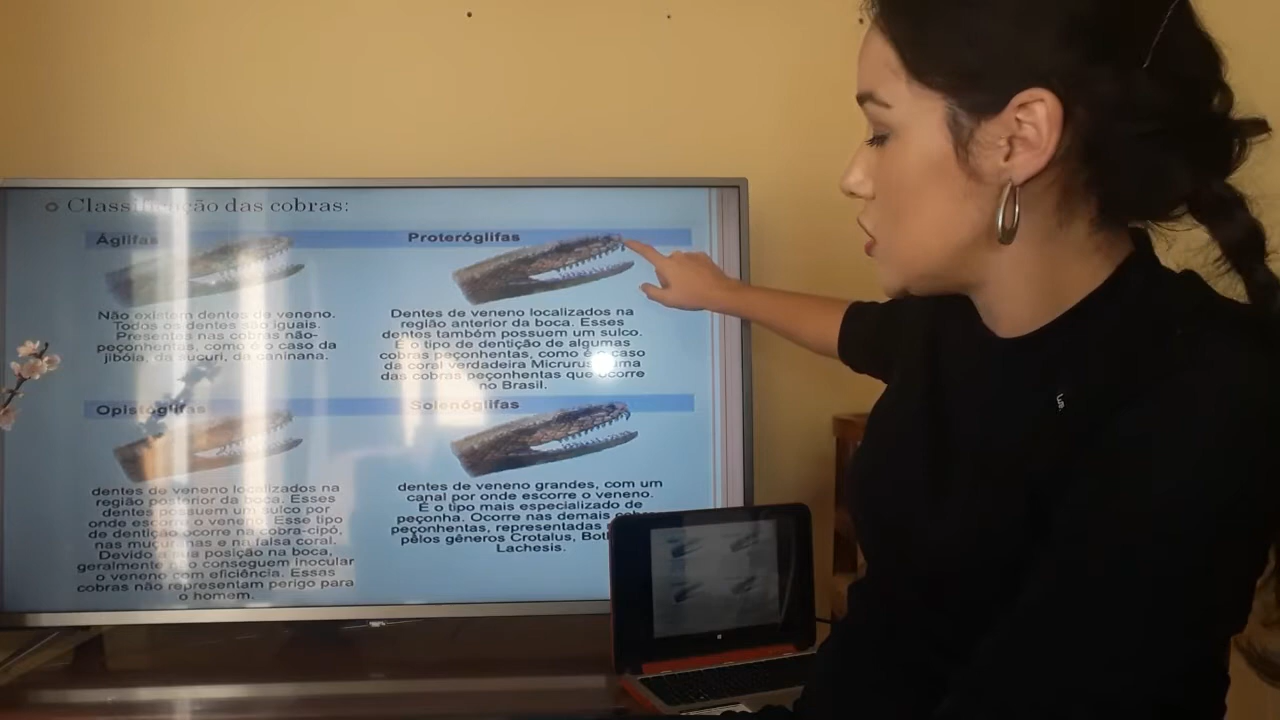 Classificação das cobras:
Áglifas
Não existem dentes de veneno.
Todos os dentes são iguais.
Presentes nas cobras não-
peçonhentas, como é o caso da
jibóia, da sucuri, da caninana.
Proteróglifas
Dentes de veneno localizados na
região anterior da boca. Esses
dentes também possuem um sulco.
É o tipo de dentição de algumas
cobras peçonhentas, como é o caso
da coral verdadeira Micrurus, uma
das cobras peçonhentas que ocorre
no Brasil.
Opistóglifas
dentes de veneno localizados na
região posterior da boca. Esses
dentes possuem um sulco por
onde escorre o veneno. Esse tipo
de dentição ocorre na cobra-cipó,
nas muçuranas e na falsa coral.
Devido a sua posição na boca,
geralmente não conseguem inocular
o veneno com eficiência. Essas
cobras não representam perigo para
o homem.
Solenóglifas
dentes de veneno grandes, com um
canal por onde escorre o veneno.
É o tipo mais especializado de
peçonha. Ocorre nas demais cobras
peçonhentas, representadas
pelos gêneros Crotalus, Both
Lachesis.